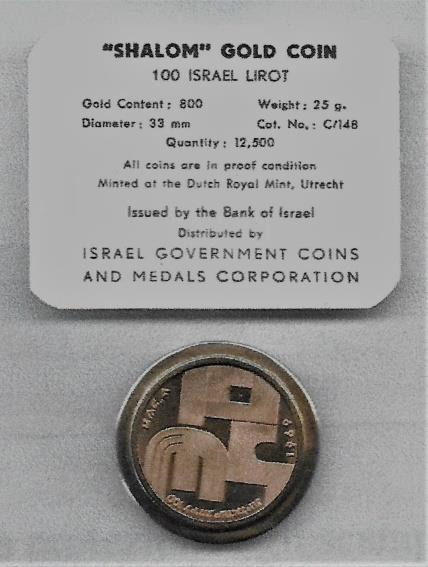 "SHALOM" GOLD COIN
100 ISRAEL LIROT
Gold Content: 800 Weight: 25 g.
Diameter: 33 mm Cat. No.: C/148
Quantity: 12,500
All coins are in proof condition
Minted at the Dutch Royal Mint, Utrecht
Issued by the Bank of Israel
Distributed by
ISRAEL GOVERNMENT COINS
AND MEDALS CORPORATION
1969